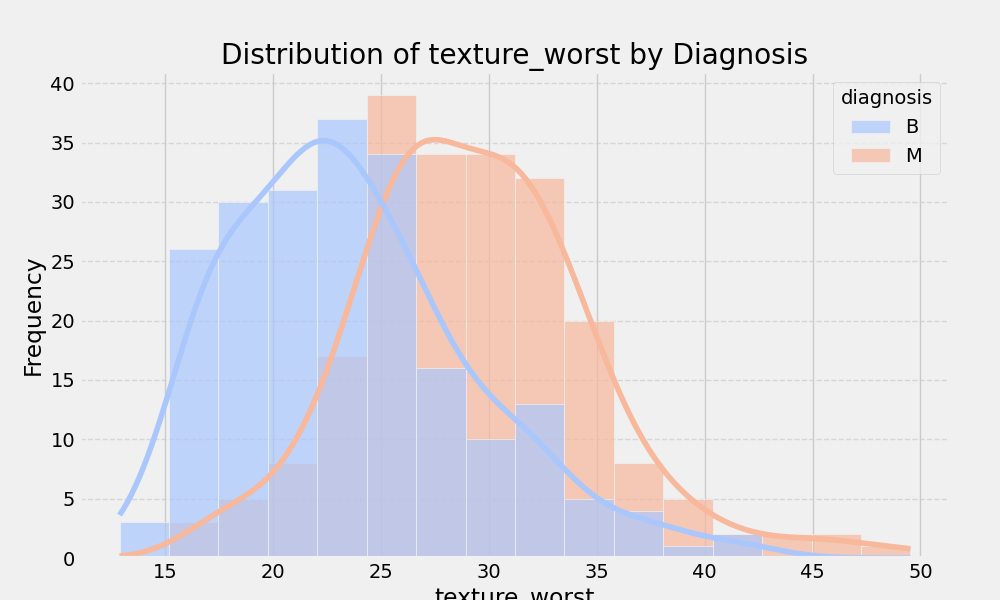 Distribution of texture_worst by Diagnosis
40
35
30
25
20
15
10
5
0
Frequency
diagnosis
B
M
15 20 25 30 35 40 45 50
texture_worst